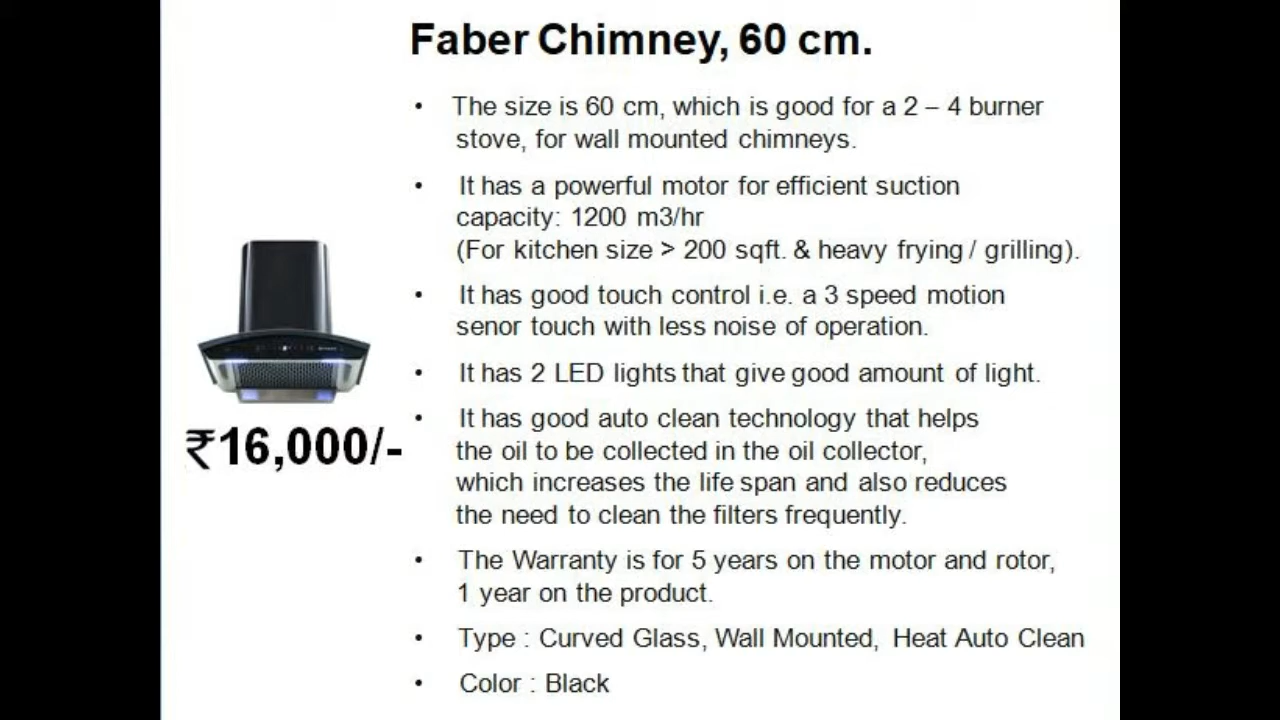 Faber Chimney, 60 cm.
• The size is 60 cm, which is good for a 2 – 4 burner
stove, for wall mounted chimneys.
• It has a powerful motor for efficient suction
capacity: 1200 m3/hr
(For kitchen size > 200 sqft. & heavy frying / grilling).
• It has good touch control i.e. a 3 speed motion
senor touch with less noise of operation.
• It has 2 LED lights that give good amount of light.
• It has good auto clean technology that helps
the oil to be collected in the oil collector,
which increases the life span and also reduces
the need to clean the filters frequently.
• The Warranty is for 5 years on the motor and rotor,
1 year on the product.
• Type : Curved Glass, Wall Mounted, Heat Auto Clean
• Color : Black
₹16,000/-